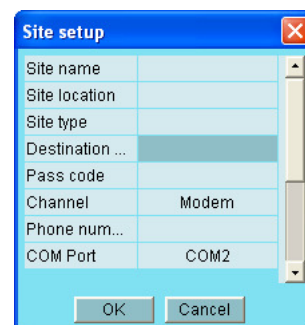 Site setup
Site name
Site location
Site type
Destination ...
Pass code
Channel Modem
Phone num...
COM Port COM2
OK Cancel